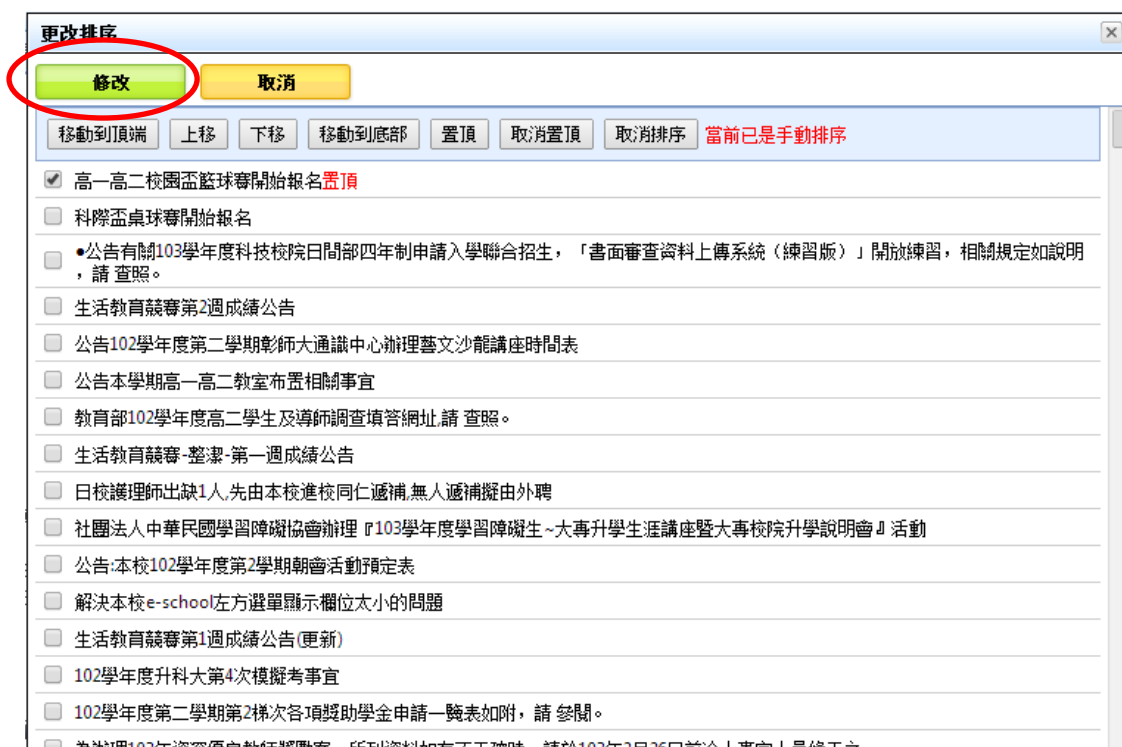 更改排序
修改 取消
移動到頂端 上移 下移 移動到底部 置頂 取消置頂 取消排序 當前已是手動排序
高一高二校園盃籃球賽開始報名置頂
科際盃桌球賽開始報名
●公告有關103學年度科技校院日間部四年制申請入學聯合招生，「書面審查資料上傳系統（練習版）」開放練習，相關規定如說明
，請 查照。
生活教育競賽第2週成績公告
公告102學年度第二學期彰師大通識中心辦理藝文沙龍講座時間表
公告本學期高一高二教室布置相關事宜
教育部102學年度高二學生及導師調查填答網址,請 查照。
生活教育競賽-整潔-第一週成績公告
日校護理師出缺1人,先由本校進校同仁遞補,無人遞補擬由外聘
社團法人中華民國學習障礙協會辦理『103學年度學習障礙生~大專升學生涯講座暨大專校院升學說明會』活動
公告:本校102學年度第2學期朝會活動預定表
解決本校e-school左方選單顯示欄位太小的問題
生活教育競賽第1週成績公告(更新)
102學年度升科大第4次模擬考事宜
102學年度第二學期第2梯次各項獎助學金申請一覽表如附，請 參閱。